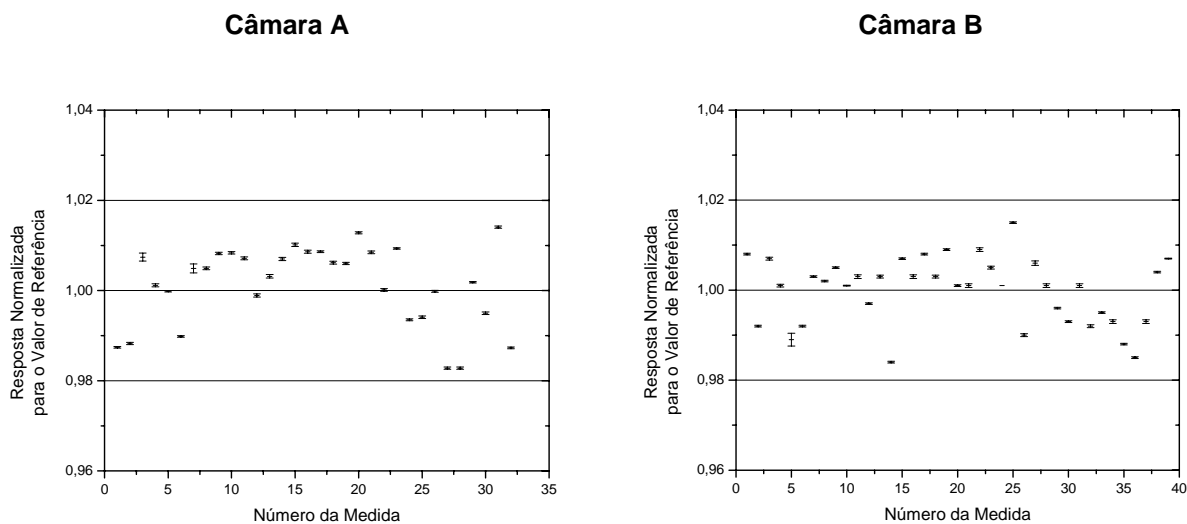 Câmara A
Câmara B
1,04
1,02
1,00
0,98
0,96
Resposta Normalizada
para o Valor de Referência
0 5 10 15 20 25 30 35
Número da Medida
1,04
1,02
1,00
0,98
0,96
Resposta Normalizada
para o Valor de Referência
0 5 10 15 20 25 30 35 40
Número da Medida